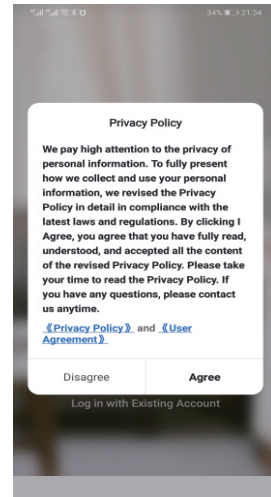 34% 21:34
Privacy Policy
We pay high attention to the privacy of
personal information. To fully present
how we collect and use your personal
information, we revised the Privacy
Policy in detail in compliance with the
latest laws and regulations. By clicking I
Agree, you agree that you have fully read,
understood, and accepted all the content
of the revised Privacy Policy. Please take
your time to read the Privacy Policy. If
you have any questions, please contact
us anytime.
《Privacy Policy》 and 《User
Agreement》
Disagree Agree
Log in with Existing Account